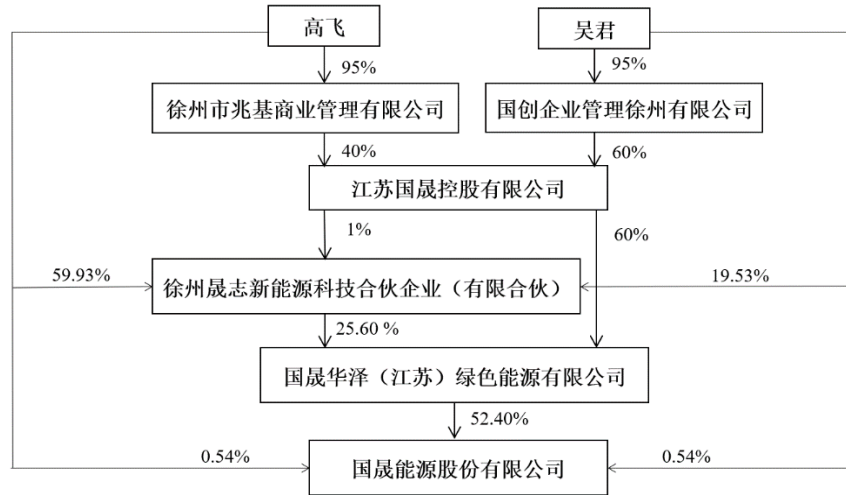 高飞
吴君
95%
95%
徐州市兆基商业管理有限公司
国创企业管理徐州有限公司
40%
60%
江苏国晟控股有限公司
1%
60%
59.93%
19.53%
徐州晟志新能源科技合伙企业（有限合伙）
25.60 %
国晟华泽（江苏）绿色能源有限公司
52.40%
0.54%
0.54%
国晟能源股份有限公司